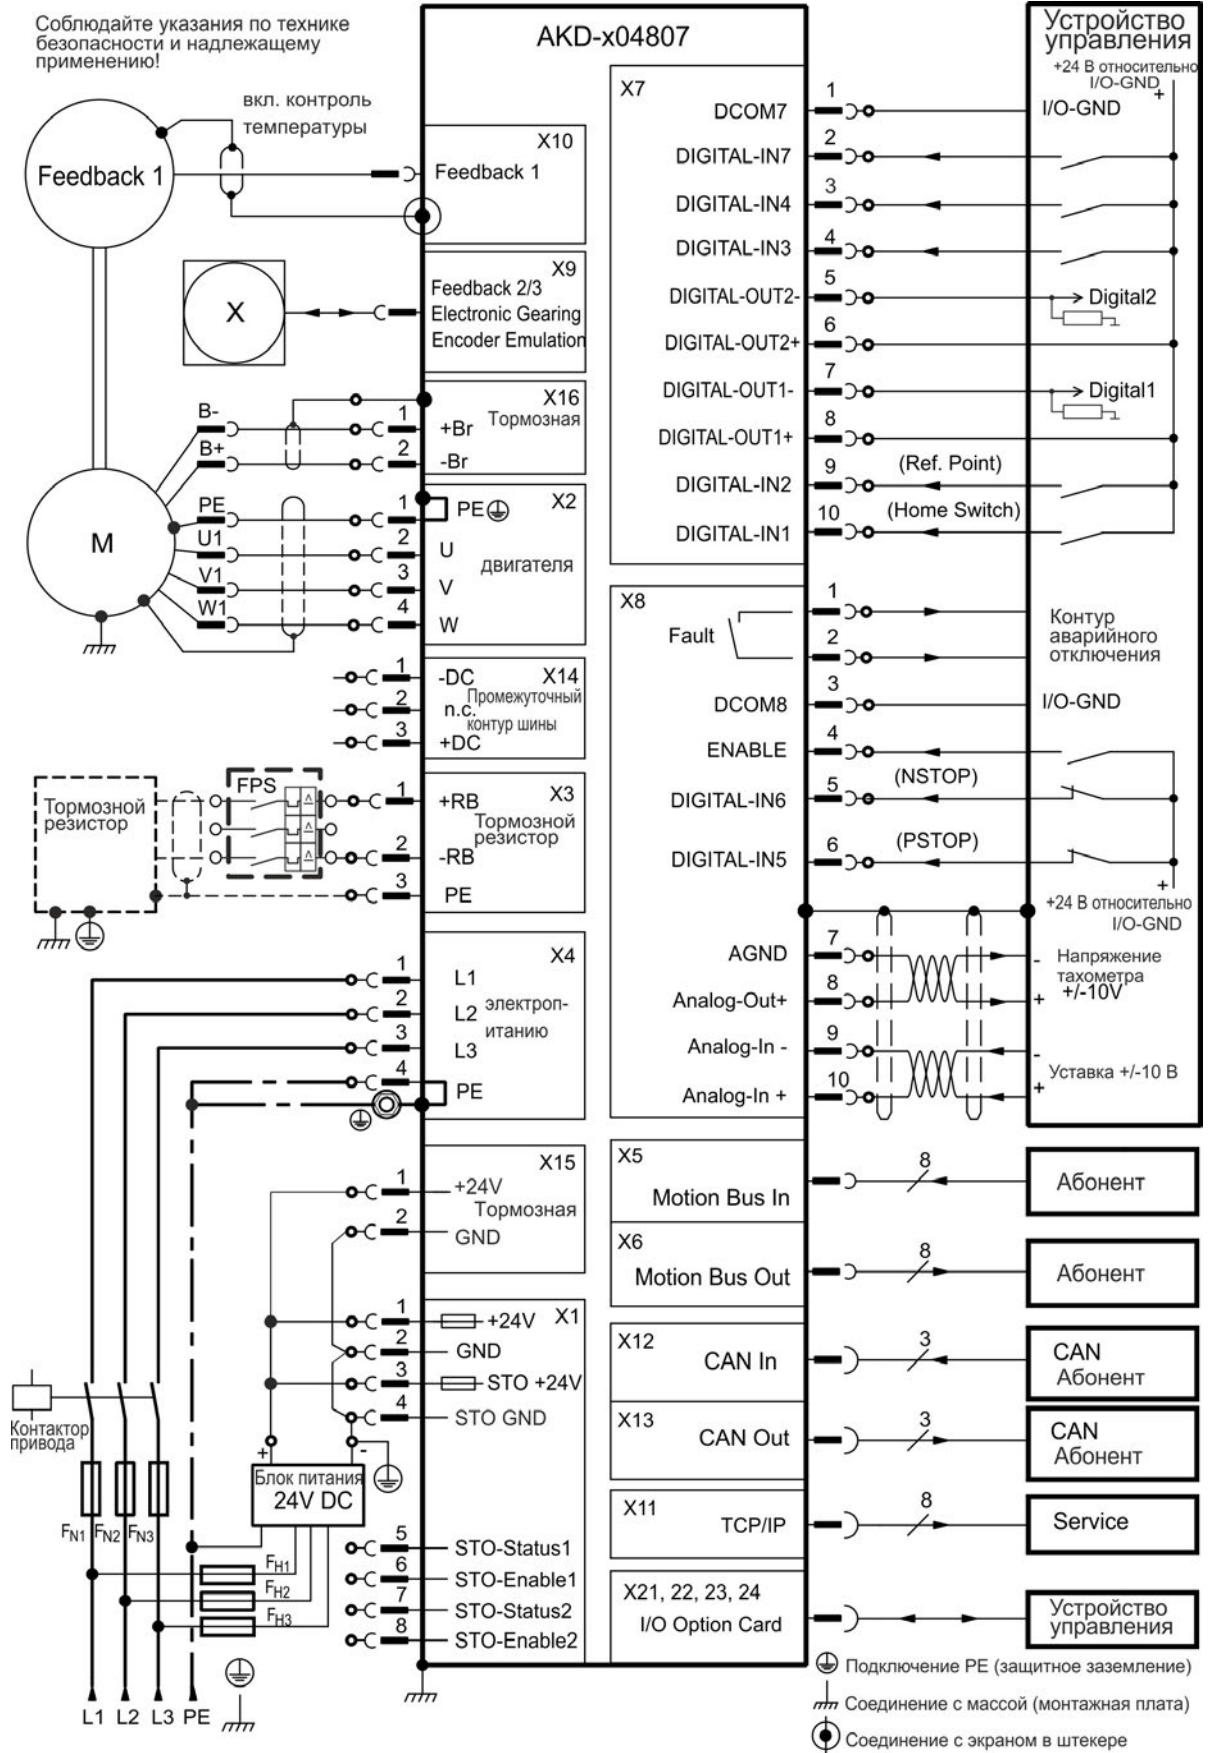 Соблюдайте указания по технике
безопасности и надлежащему
применению!
AKD-x04807
Устройство
управления
+24 В относительно
I/O-GND
+
вкл. контроль
температуры
Feedback 1
X10
Feedback 1
X
X9
Feedback 2/3
Electronic Gearing
Encoder Emulation
X16
Тормозная
B-
1
+Br
B+
2
-Br
M
X2
двигателя
PE
1
PE
U1
2
U
V1
3
V
W1
4
W
X14
Промежуточный
контур шины
1
-DC
2
n.c.
3
+DC
Тормозной
резистор
FPS
X3
Тормозной
резистор
1
+RB
2
-RB
3
PE
X4
электроп-
итанию
1
L1
2
L2
3
L3
4
PE
X15
Тормозная
1
+24V
2
GND
X1
1
+24V
2
GND
3
STO +24V
4
STO GND
+
-
Блок питания
24V DC
5
STO-Status1
6
STO-Enable1
7
STO-Status2
8
STO-Enable2
Контактор
привода
FN1
FN2
FN3
FH1
FH2
FH3
L1
L2
L3
PE
X7
DCOM7
1
I/O-GND
DIGITAL-IN7
2
DIGITAL-IN4
3
DIGITAL-IN3
4
DIGITAL-OUT2-
5
Digital2
DIGITAL-OUT2+
6
DIGITAL-OUT1-
7
Digital1
DIGITAL-OUT1+
8
DIGITAL-IN2
9
(Ref. Point)
DIGITAL-IN1
10
(Home Switch)
X8
Fault
1
2
Контур
аварийного
отключения
DCOM8
3
I/O-GND
ENABLE
4
DIGITAL-IN6
5
(NSTOP)
DIGITAL-IN5
6
(PSTOP)
+
+24 В относительно
I/O-GND
AGND
7
-
Напряжение
тахометра
+/-10V
Analog-Out+
8
+
Analog-In -
9
-
Уставка +/-10 В
Analog-In +
10
+
X5
Motion Bus In
8
Абонент
X6
Motion Bus Out
8
Абонент
X12
CAN In
3
CAN
Абонент
X13
CAN Out
3
CAN
Абонент
X11
TCP/IP
8
Service
X21, 22, 23, 24
I/O Option Card
Устройство
управления
Подключение PE (защитное заземление)
Соединение с массой (монтажная плата)
Соединение с экраном в штекере